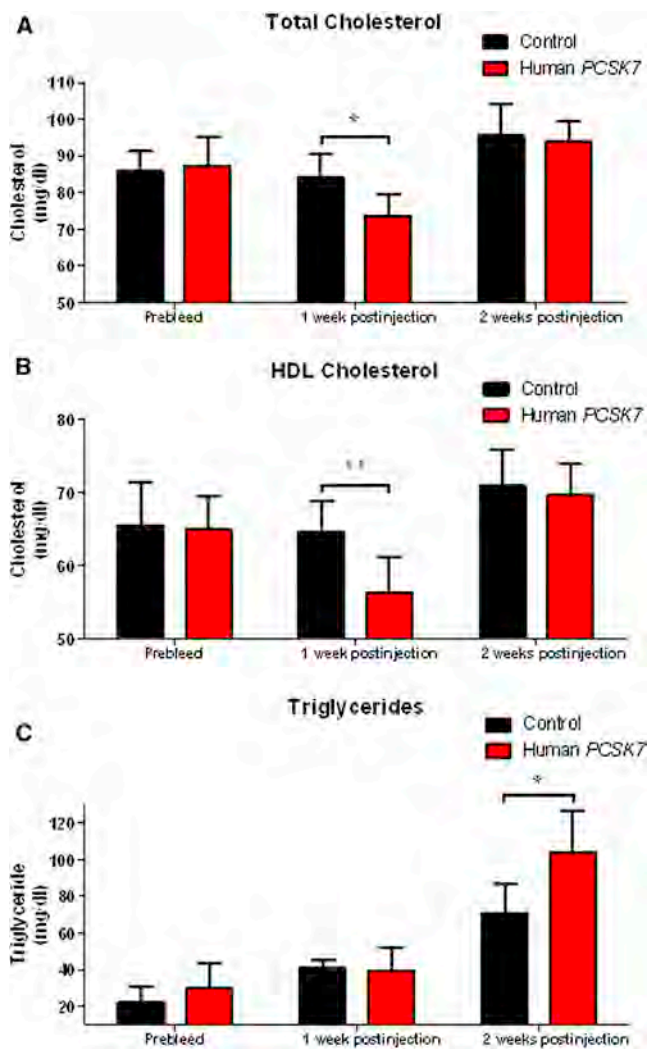 A
Total Cholesterol
Control
Human PCSK7
Cholesterol
(mg/dl)
110
100
90
80
70
60
50
*
Prebleed
1 week postinjection
2 weeks postinjection
B
HDL Cholesterol
Control
Human PCSK7
Cholesterol
(mg/dl)
80
70
60
50
**
Prebleed
1 week postinjection
2 weeks postinjection
Triglycerides
C
Control
Human PCSK7
Triglyceride
(mg/dl)
120
100
80
60
40
20
*
Prebleed
1 week postinjection
2 weeks postinjection